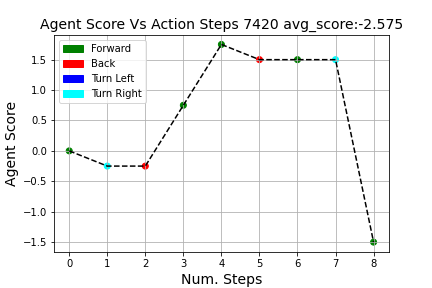 Agent Score Vs Action Steps 7420 avg_score:-2.575
Forward
Back
Turn Left
Turn Right
1.5
1.0
0.5
0.0
−0.5
−1.0
−1.5
Agent Score
0 1 2 3 4 5 6 7 8
Num. Steps